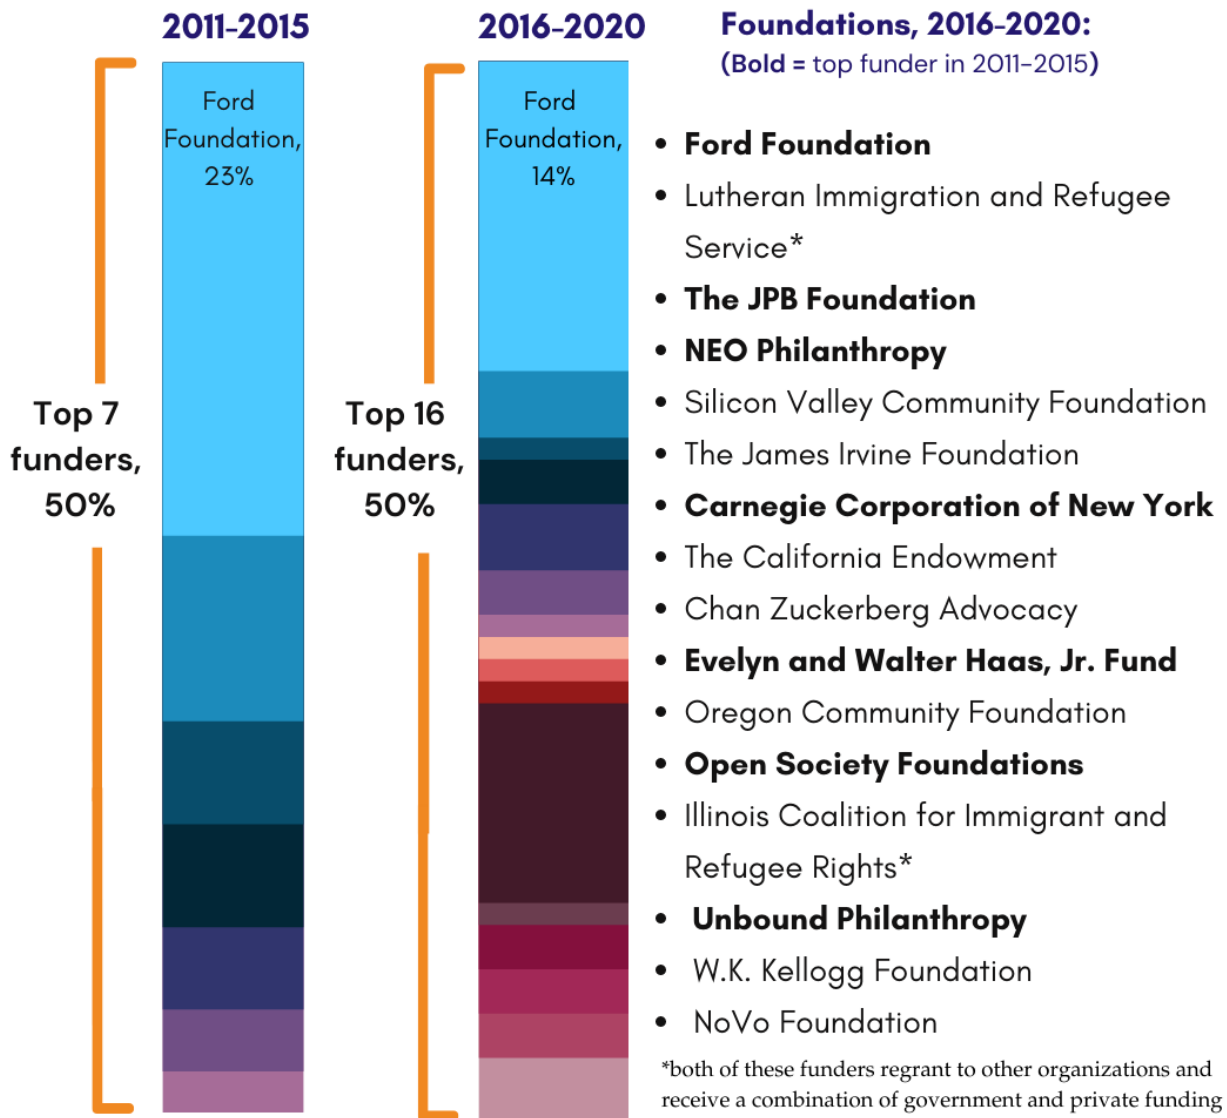 2011-2015
2016-2020
Foundations, 2016-2020:
(Bold = top funder in 2011-2015)
Ford
Foundation,
23%
Ford
Foundation,
14%
Top 7
funders,
50%
Top 16
funders,
50%
• Ford Foundation
• Lutheran Immigration and Refugee
Service*
• The JPB Foundation
• NEO Philanthropy
• Silicon Valley Community Foundation
• The James Irvine Foundation
• Carnegie Corporation of New York
• The California Endowment
• Chan Zuckerberg Advocacy
• Evelyn and Walter Haas, Jr. Fund
• Oregon Community Foundation
• Open Society Foundations
• Illinois Coalition for Immigrant and
Refugee Rights*
• Unbound Philanthropy
• W.K. Kellogg Foundation
• NoVo Foundation
*both of these funders regrant to other organizations and
receive a combination of government and private funding